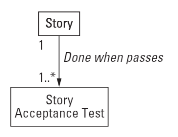 Story
1
Done when passes
1..*
Story
Acceptance Test